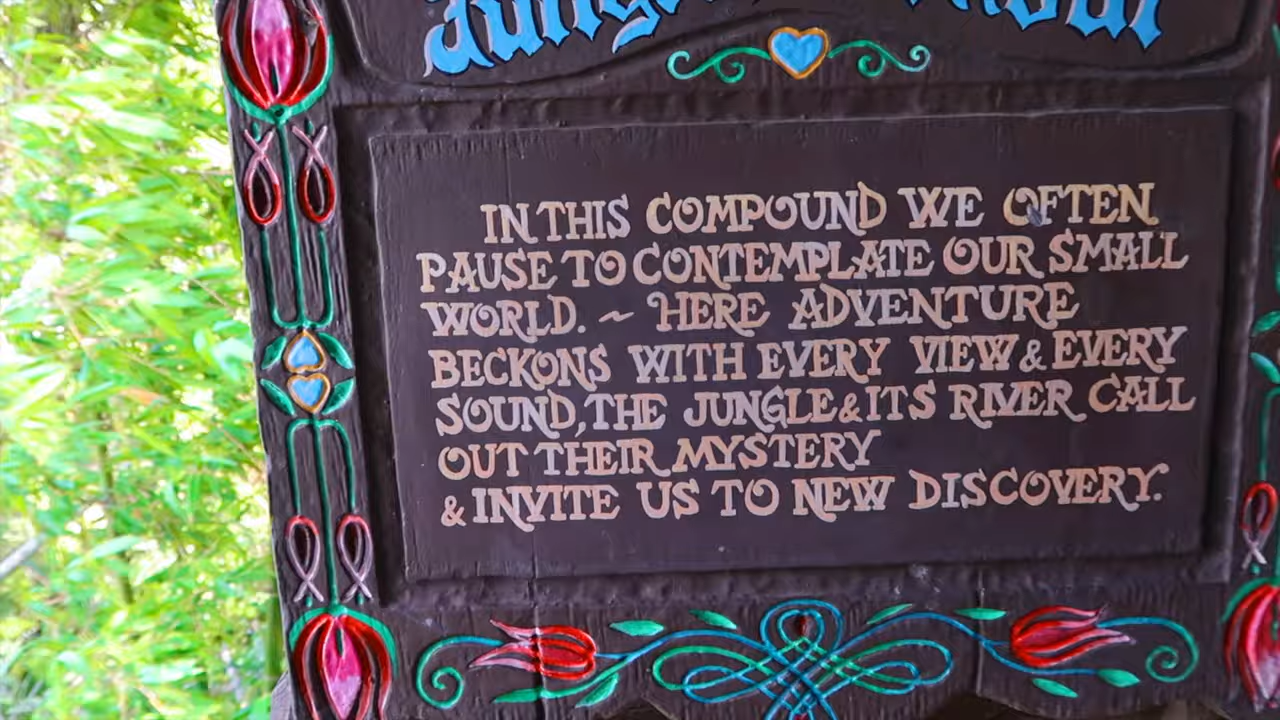 IN THIS COMPOUND WE OFTEN
PAUSE TO CONTEMPLATE OUR SMALL
WORLD. ~ HERE ADVENTURE
BECKONS WITH EVERY VIEW & EVERY
SOUND, THE JUNGLE & ITS RIVER CALL
OUT THEIR MYSTERY
& INVITE US TO NEW DISCOVERY.